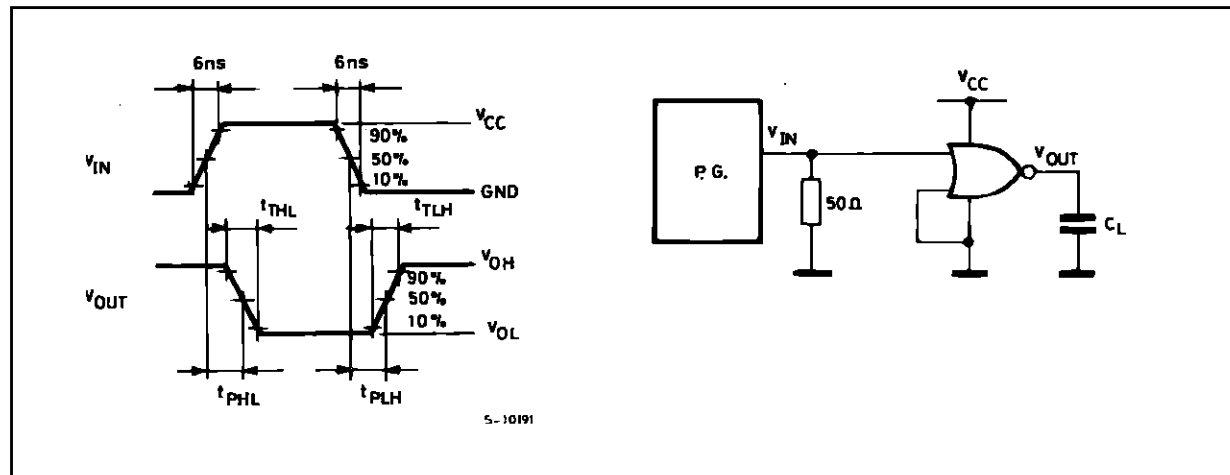 6ns 6ns
VCC
90%
VIN 50%
10%
GND
tTHL tTLH
VOH
90%
VOUT 50%
10%
VOL
tPHL tPLH
S-10191
VCC
VIN
P.G.
VOUT
50Ω
CL